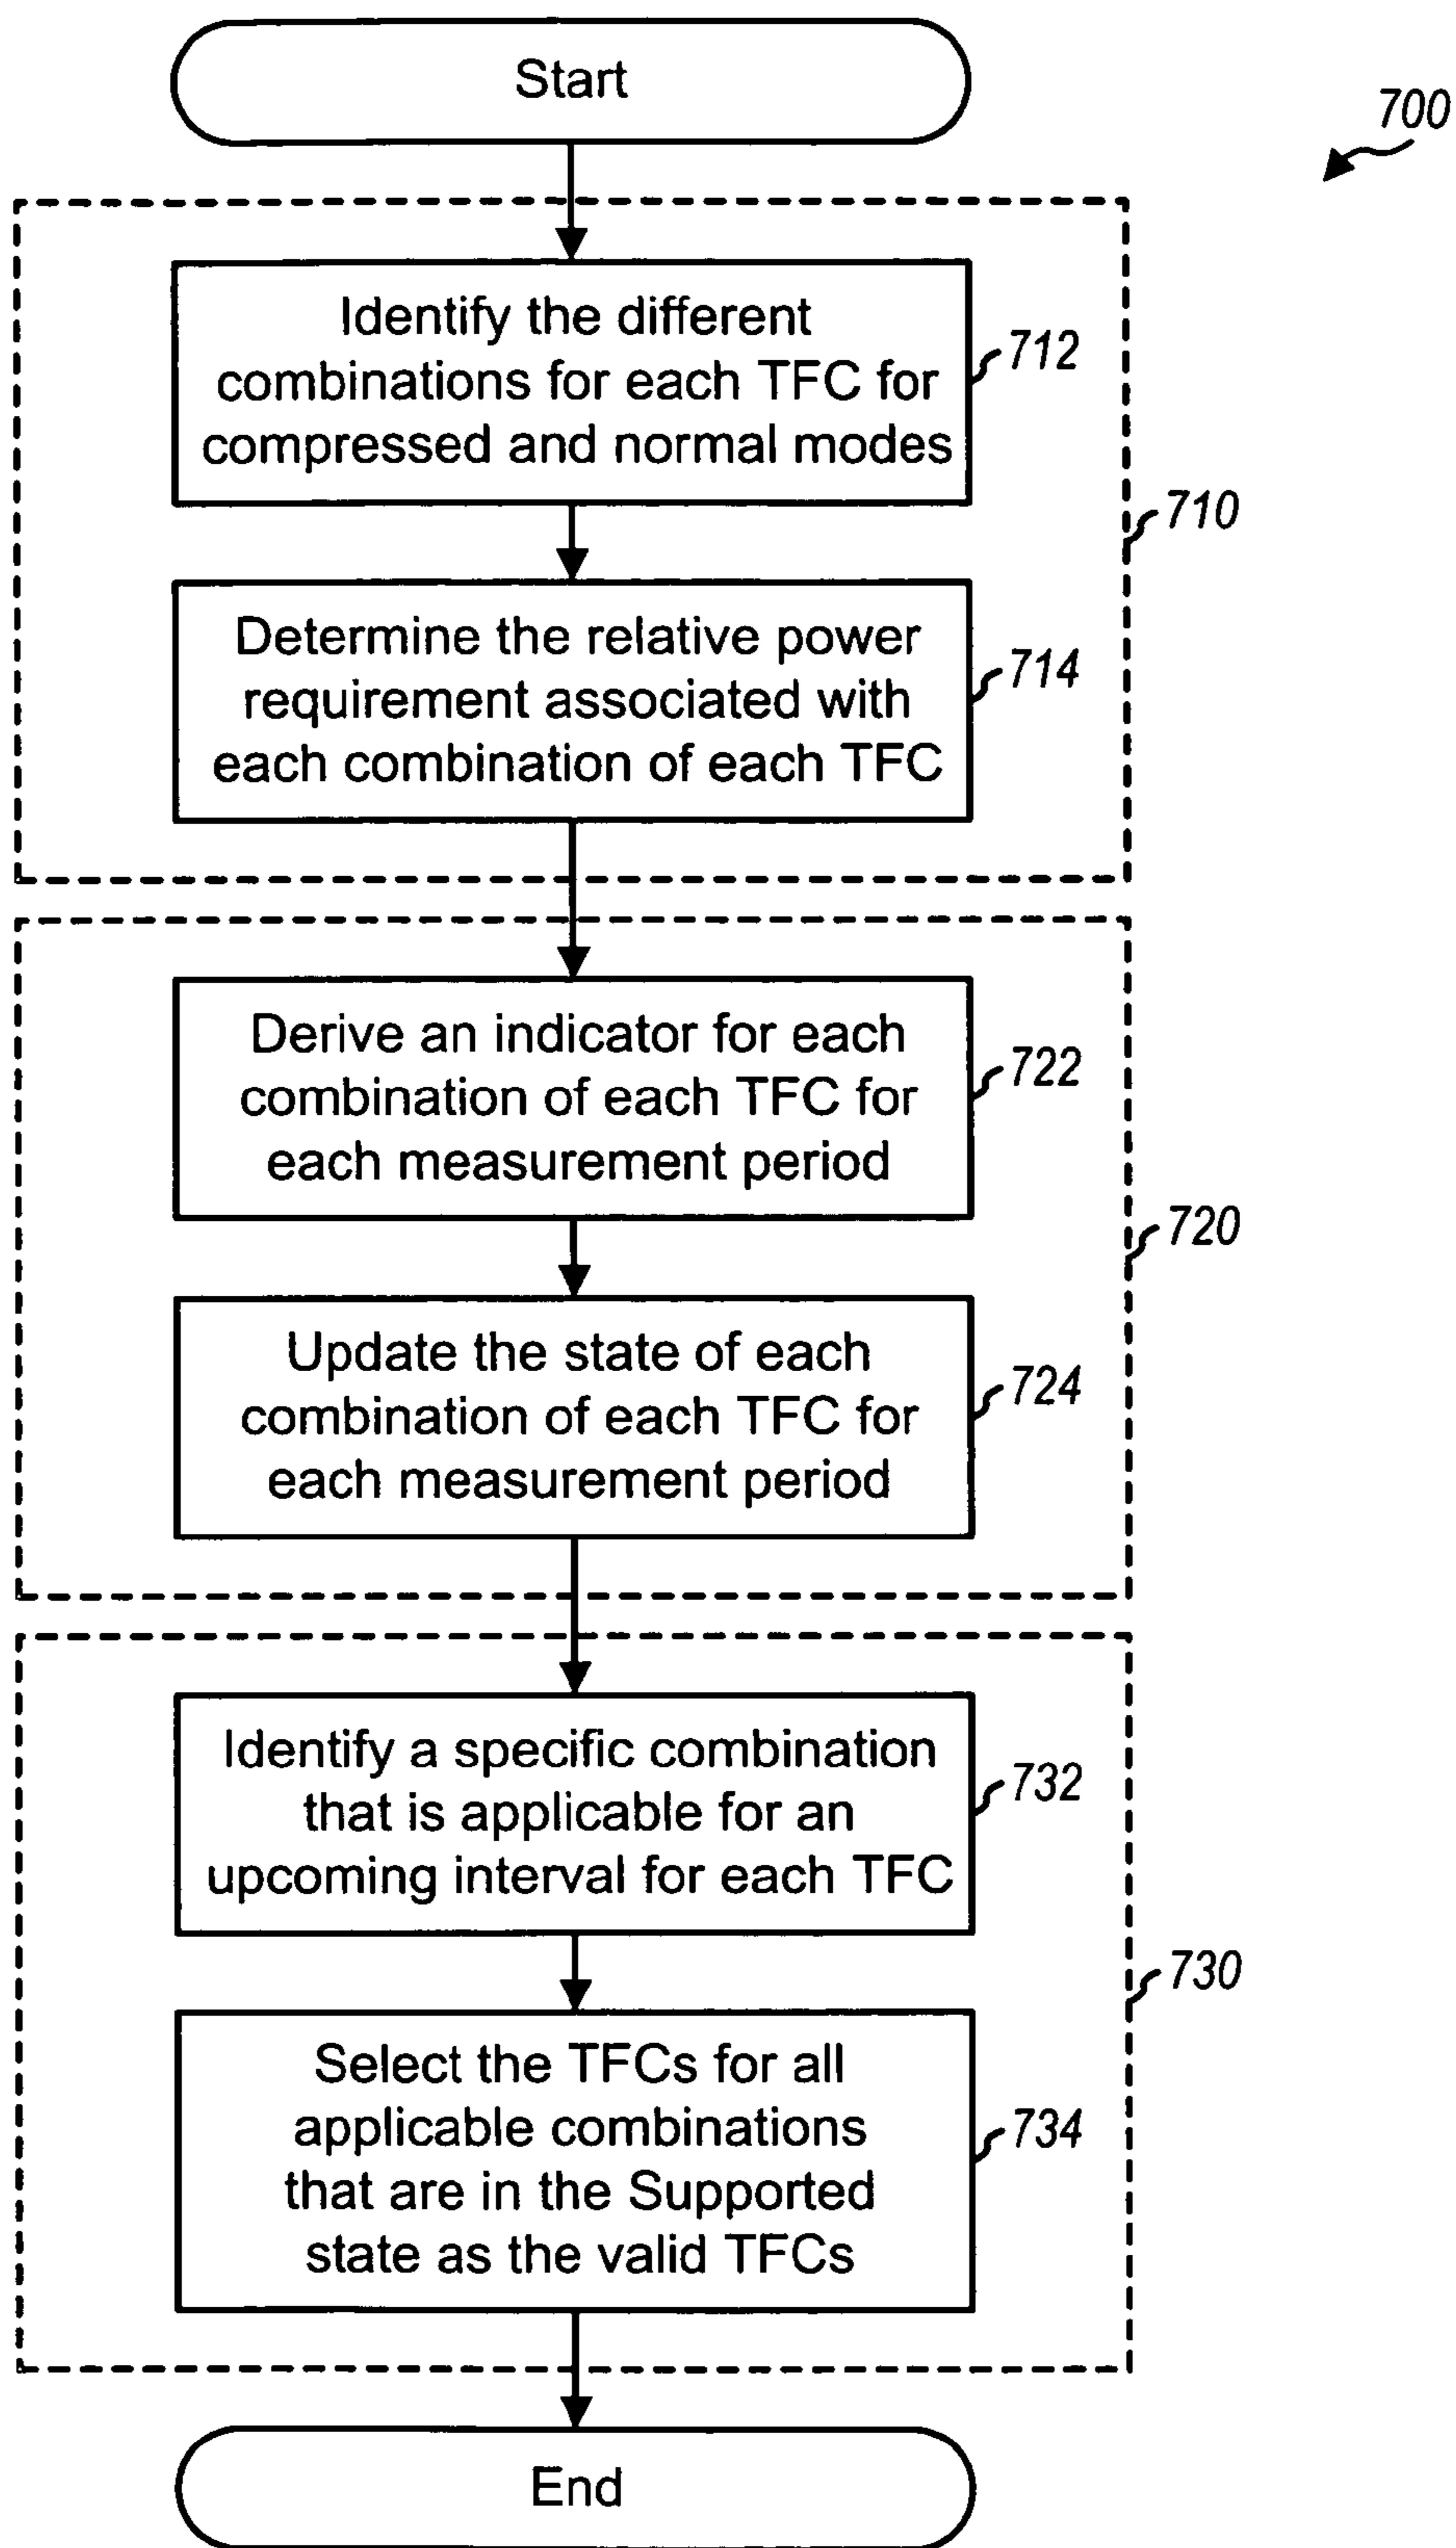 Start
700
Identify the different
combinations for each TFC for
compressed and normal modes
712
710
Determine the relative power
requirement associated with
each combination of each TFC
714
Derive an indicator for each
combination of each TFC for
each measurement period
722
720
Update the state of each
combination of each TFC for
each measurement period
724
Identify a specific combination
that is applicable for an
upcoming interval for each TFC
732
730
Select the TFCs for all
applicable combinations
that are in the Supported
state as the valid TFCs
734
End